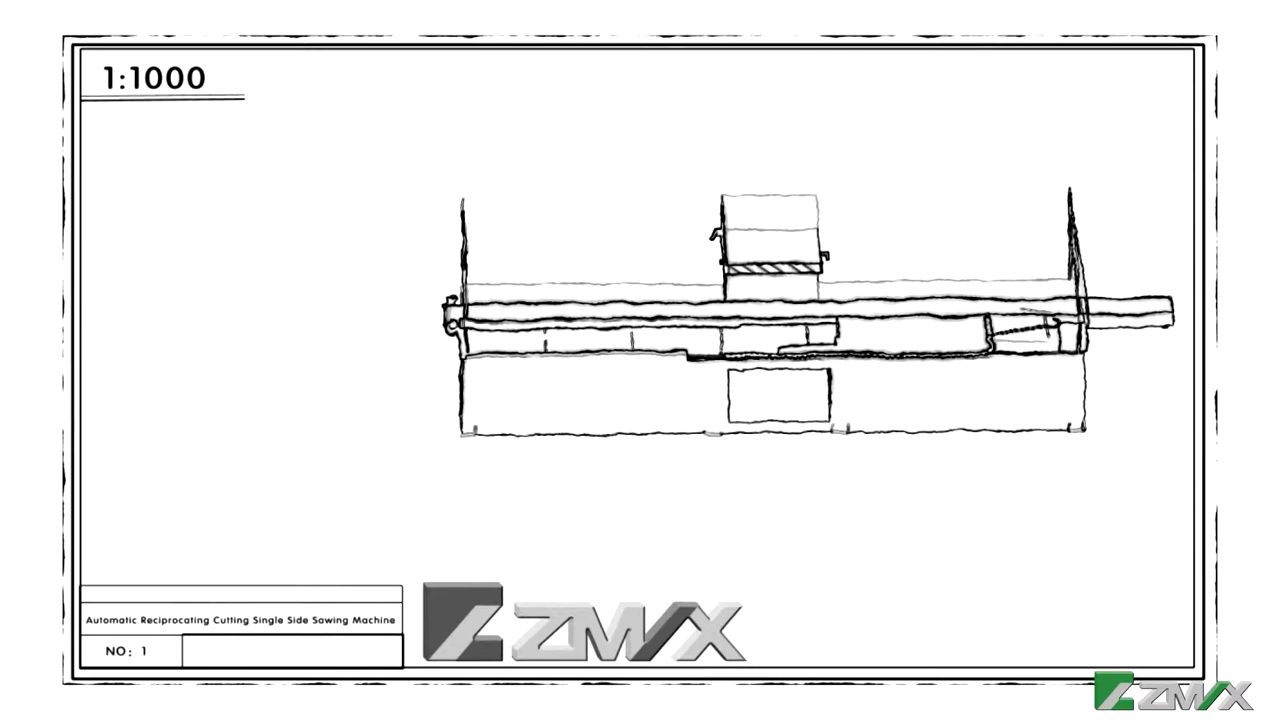 1:1000
Automatic Reciprocating Cutting Single Side Sawing Machine
NO: 1
ZMX
ZMX